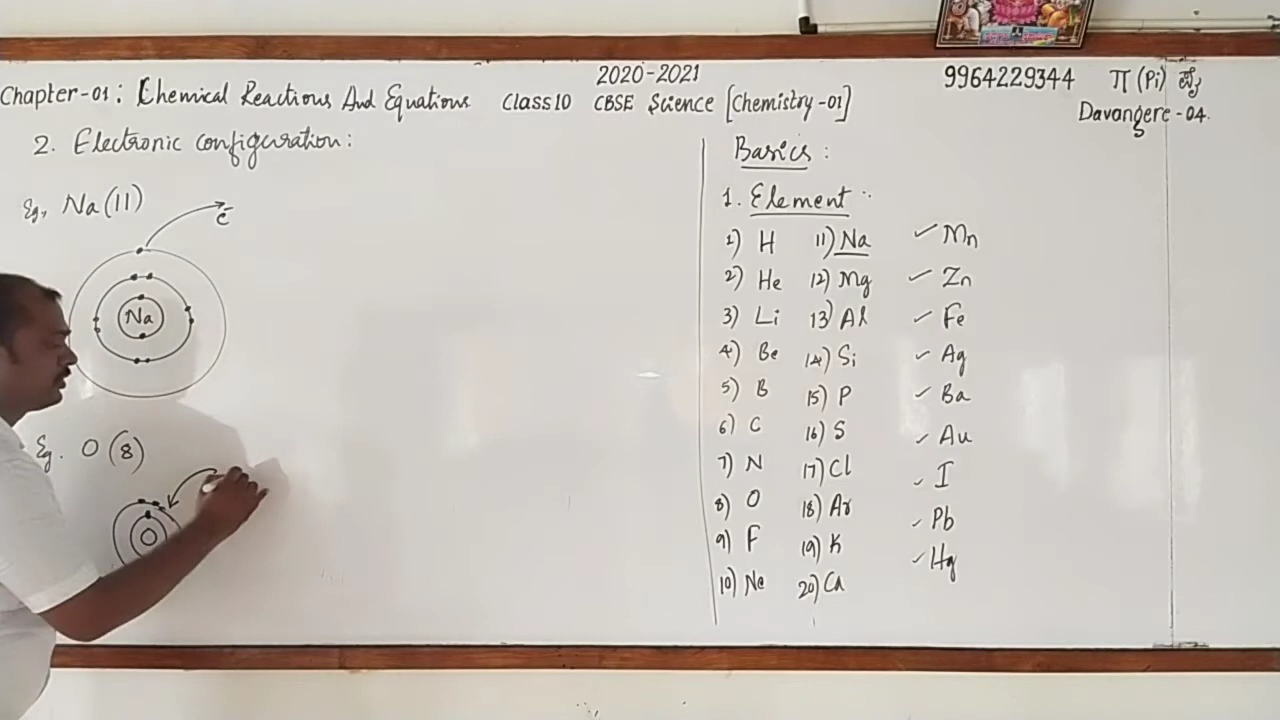 2020-2021
9964229344 π (Pi) ಪೈ
Chapter-01: Chemical Reactions And Equations Class10 CBSE Science [Chemistry-01]
Davangere - 04.
2. Electronic configuration:
Eg, Na (11)
e-
Na
Eg. O (8)
O
Basics :
1. Element :
1) H 11) Na ✓ Mn
2) He 12) Mg ✓ Zn
3) Li 13) Al ✓ Fe
4) Be 14) Si ✓ Ag
5) B 15) P ✓ Ba
6) C 16) S ✓ Au
7) N 17) Cl ✓ I
8) O 18) Ar ✓ Pb
9) F 19) K ✓ Hg
10) Ne 20) Ca